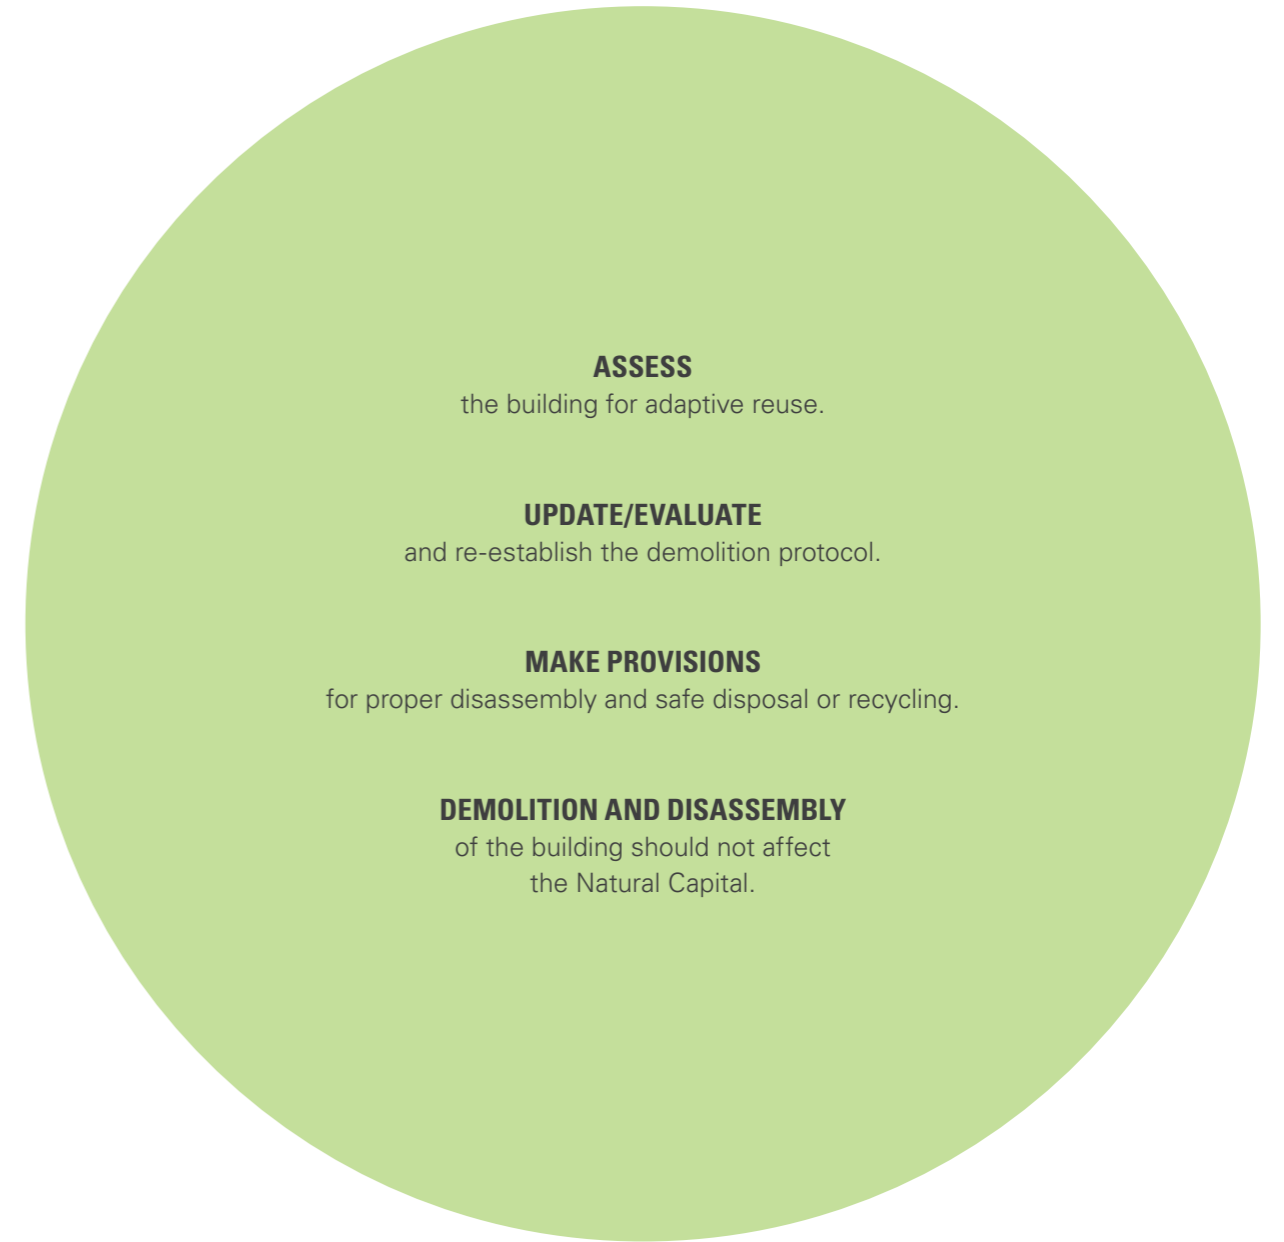 ASSESS
the building for adaptive reuse.
UPDATE/EVALUATE
and re-establish the demolition protocol.
MAKE PROVISIONS
for proper disassembly and safe disposal or recycling.
DEMOLITION AND DISASSEMBLY
of the building should not affect
the Natural Capital.